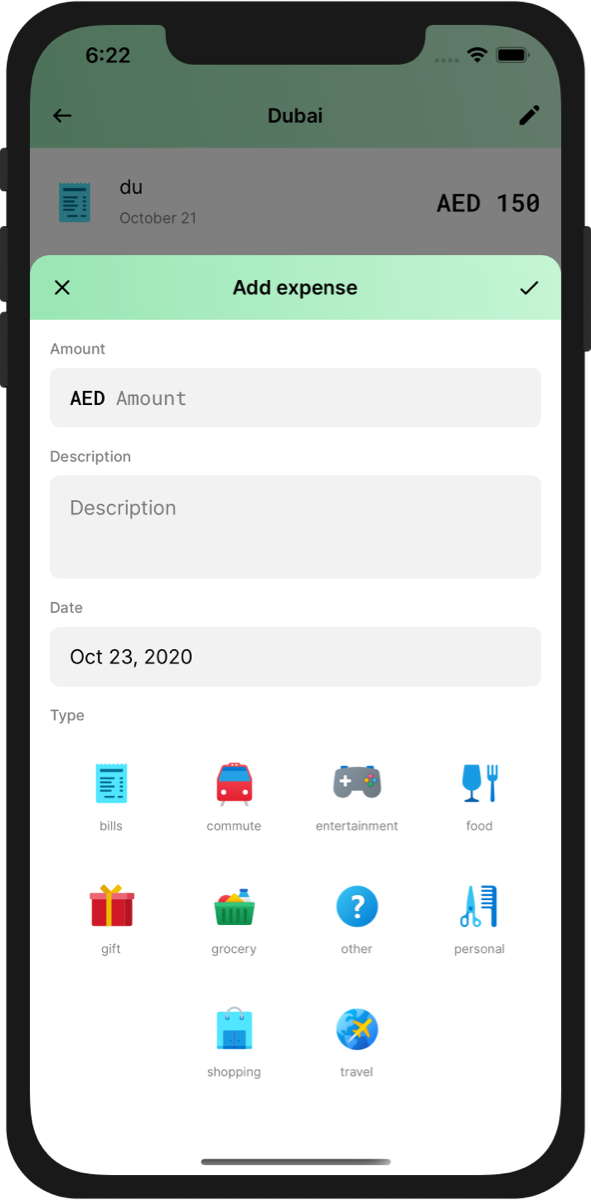 6:22
Dubai
du
October 21
AED 150
Add expense
Amount
AED Amount
Description
Description
Date
Oct 23, 2020
Type
bills commute entertainment food
gift grocery other personal
shopping travel